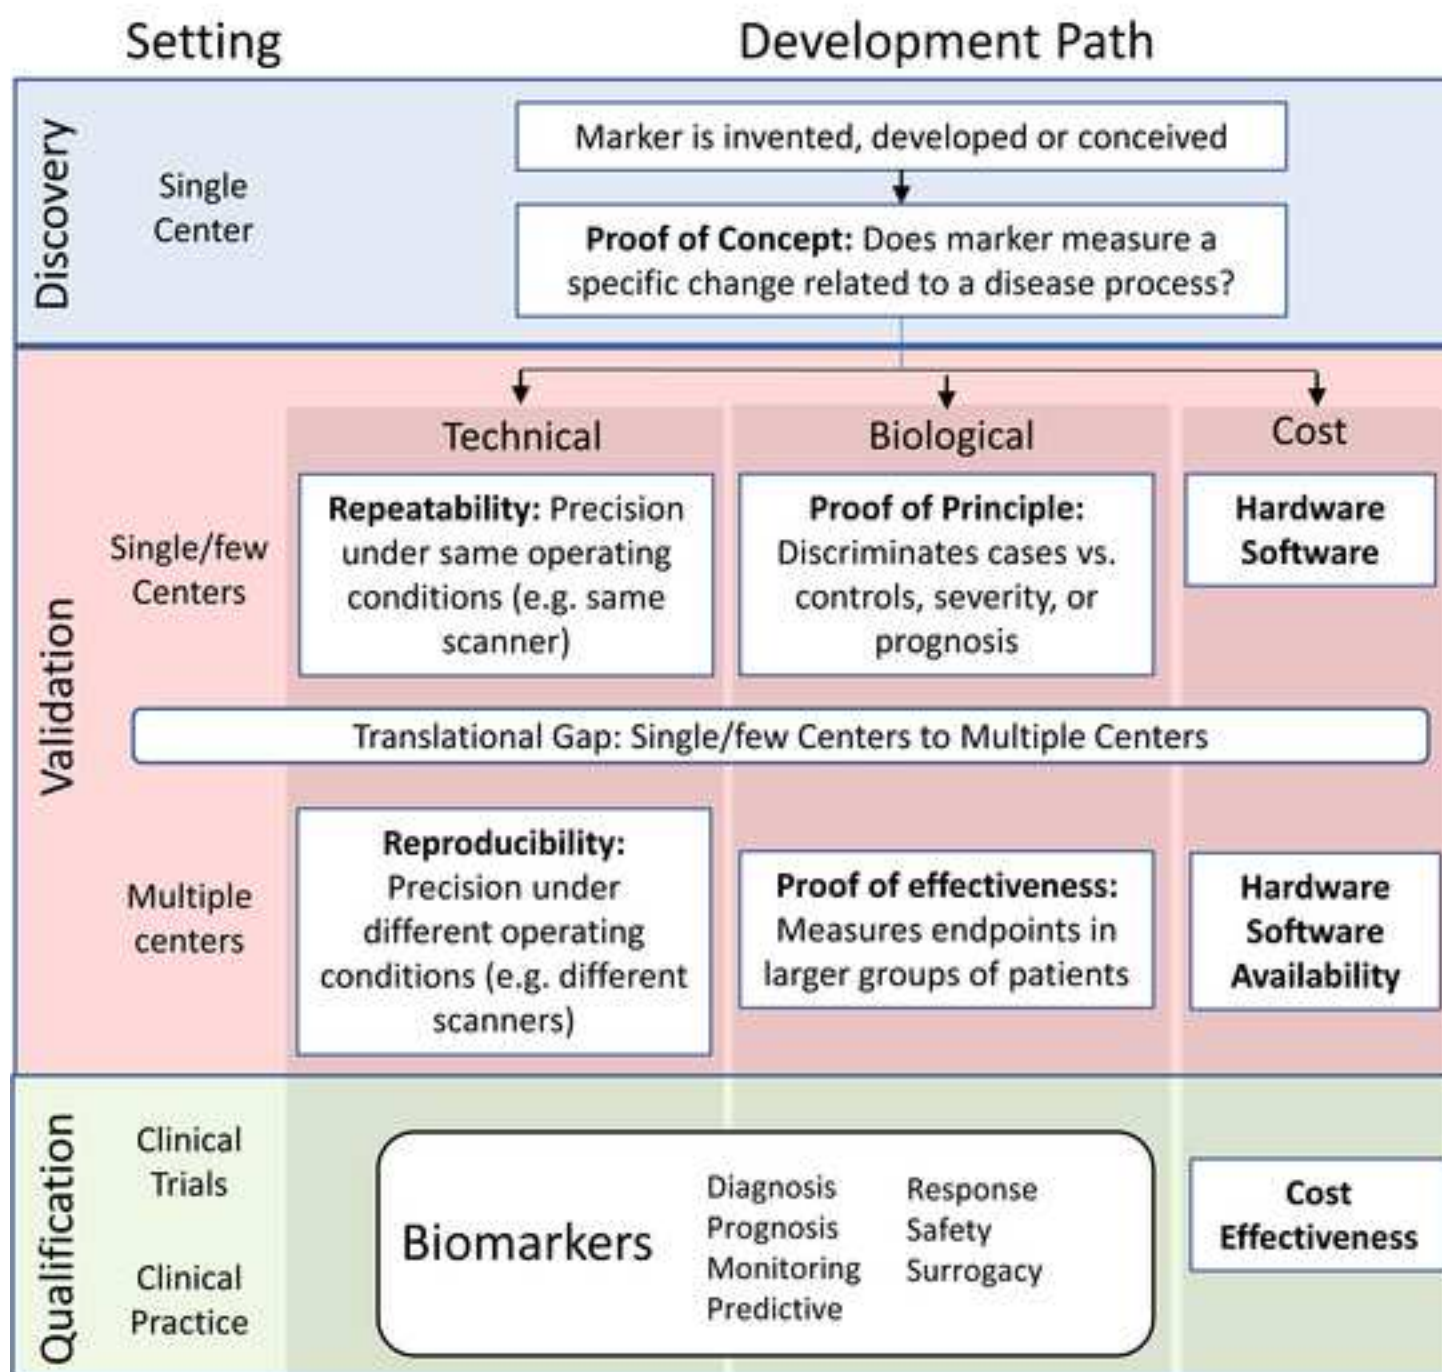 Setting
Development Path
Discovery
Single
Center
Marker is invented, developed or conceived
Proof of Concept: Does marker measure a
specific change related to a disease process?
Validation
Technical
Biological
Cost
Single/few
Centers
Repeatability: Precision
under same operating
conditions (e.g. same
scanner)
Proof of Principle:
Discriminates cases vs.
controls, severity, or
prognosis
Hardware
Software
Translational Gap: Single/few Centers to Multiple Centers
Multiple
centers
Reproducibility:
Precision under
different operating
conditions (e.g. different
scanners)
Proof of effectiveness:
Measures endpoints in
larger groups of patients
Hardware
Software
Availability
Qualification
Clinical
Trials
Clinical
Practice
Biomarkers
Diagnosis
Prognosis
Monitoring
Predictive
Response
Safety
Surrogacy
Cost
Effectiveness